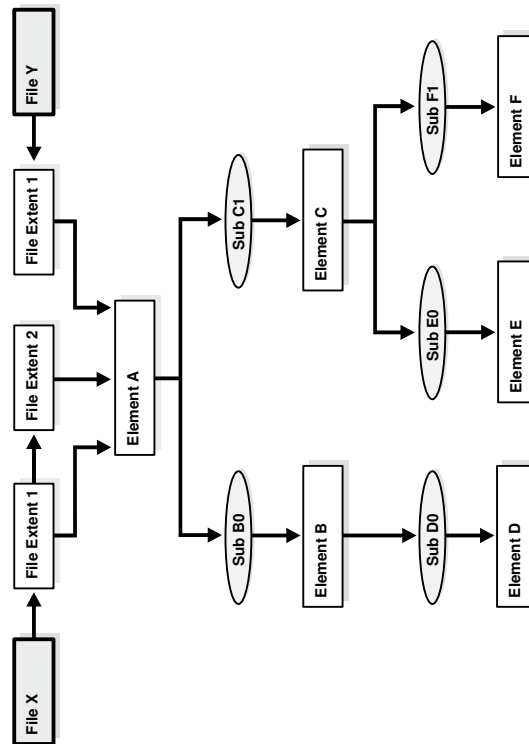 File X
File Extent 1
File Extent 2
File Extent 1
File Y
Element A
Sub B0
Sub C1
Element B
Element C
Sub D0
Sub E0
Sub F1
Element D
Element E
Element F